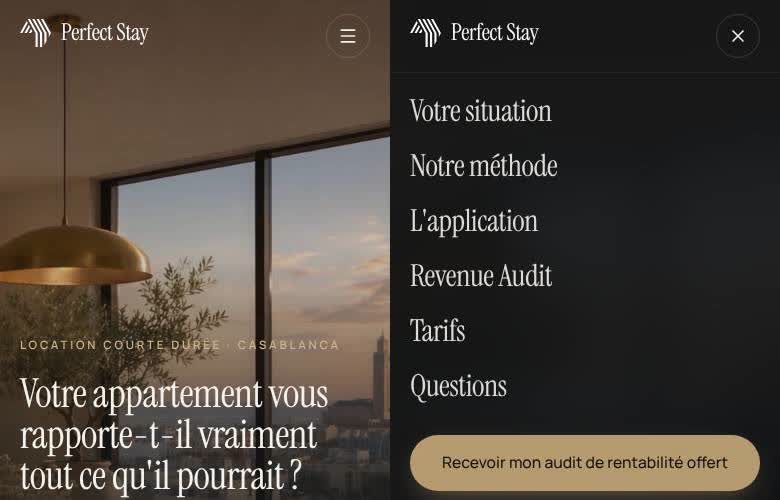 Perfect Stay
LOCATION COURTE DURÉE · CASABLANCA
Votre appartement vous
rapporte-t-il vraiment
tout ce qu'il pourrait ?
Perfect Stay
Votre situation
Notre méthode
L'application
Revenue Audit
Tarifs
Questions
Recevoir mon audit de rentabilité offert